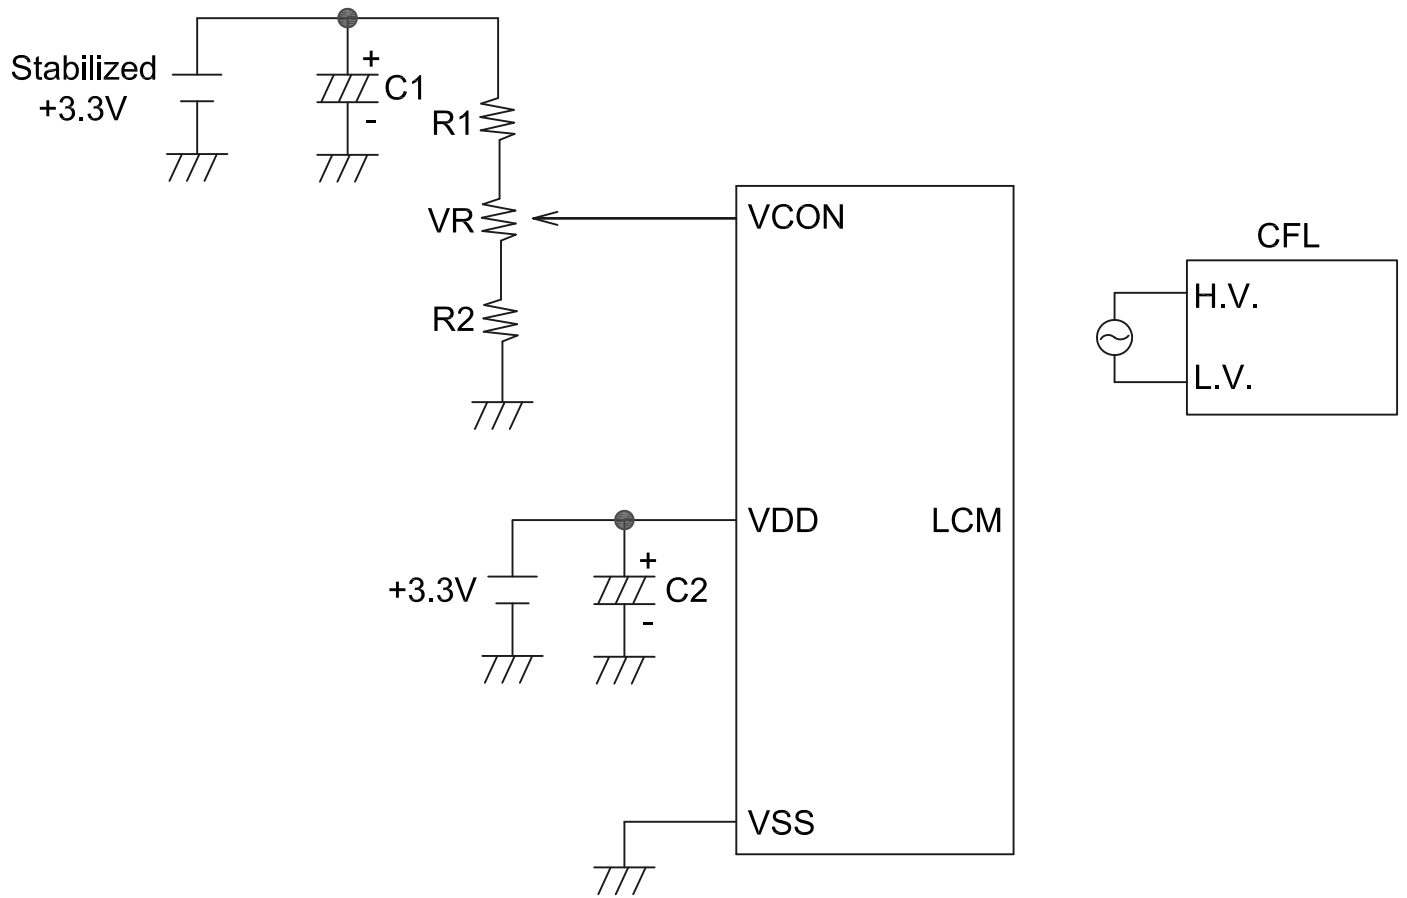 Stabilized
+3.3V
+
C1
-
R1
VR
R2
VCON
CFL
H.V.
L.V.
VDD
LCM
+3.3V
+
C2
-
VSS